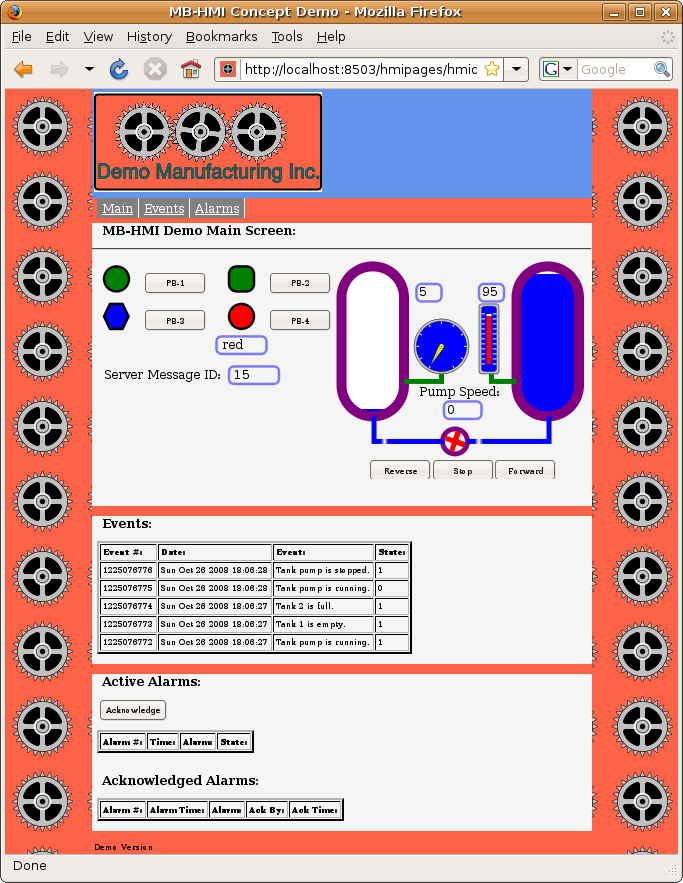 MB-HMI Concept Demo - Mozilla Firefox
File Edit View History Bookmarks Tools Help
http://localhost:8503/hmipages/hmic G Google
Demo Manufacturing Inc.
Main Events Alarms
MB-HMI Demo Main Screen:
5 95
PB-1 PB-2
PB-3 PB-4
red
Server Message ID: 15
Pump Speed:
0
Reverse Stop Forward
Events:
Event #: Date: Event: State:
1225076776 Sun Oct 26 2008 18:06:28 Tank pump is stopped. 1
1225076775 Sun Oct 26 2008 18:06:28 Tank pump is running. 0
1225076774 Sun Oct 26 2008 18:06:27 Tank 2 is full. 1
1225076773 Sun Oct 26 2008 18:06:27 Tank 1 is empty. 1
1225076772 Sun Oct 26 2008 18:06:27 Tank pump is running. 1
Active Alarms:
Acknowledge
Alarm #: Time: Alarm: State:
Acknowledged Alarms:
Alarm #: Alarm Time: Alarm: Ack By: Ack Time:
Demo Version
Done